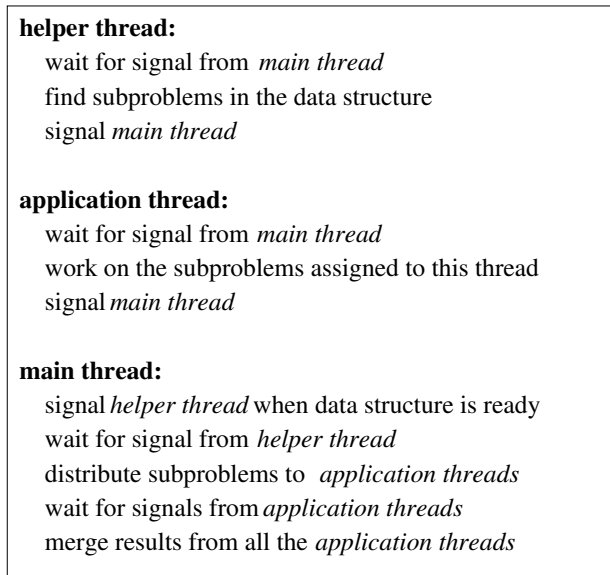 helper thread:
wait for signal from main thread
find subproblems in the data structure
signal main thread
application thread:
wait for signal from main thread
work on the subproblems assigned to this thread
signal main thread
main thread:
signal helper thread when data structure is ready
wait for signal from helper thread
distribute subproblems to application threads
wait for signals from application threads
merge results from all the application threads